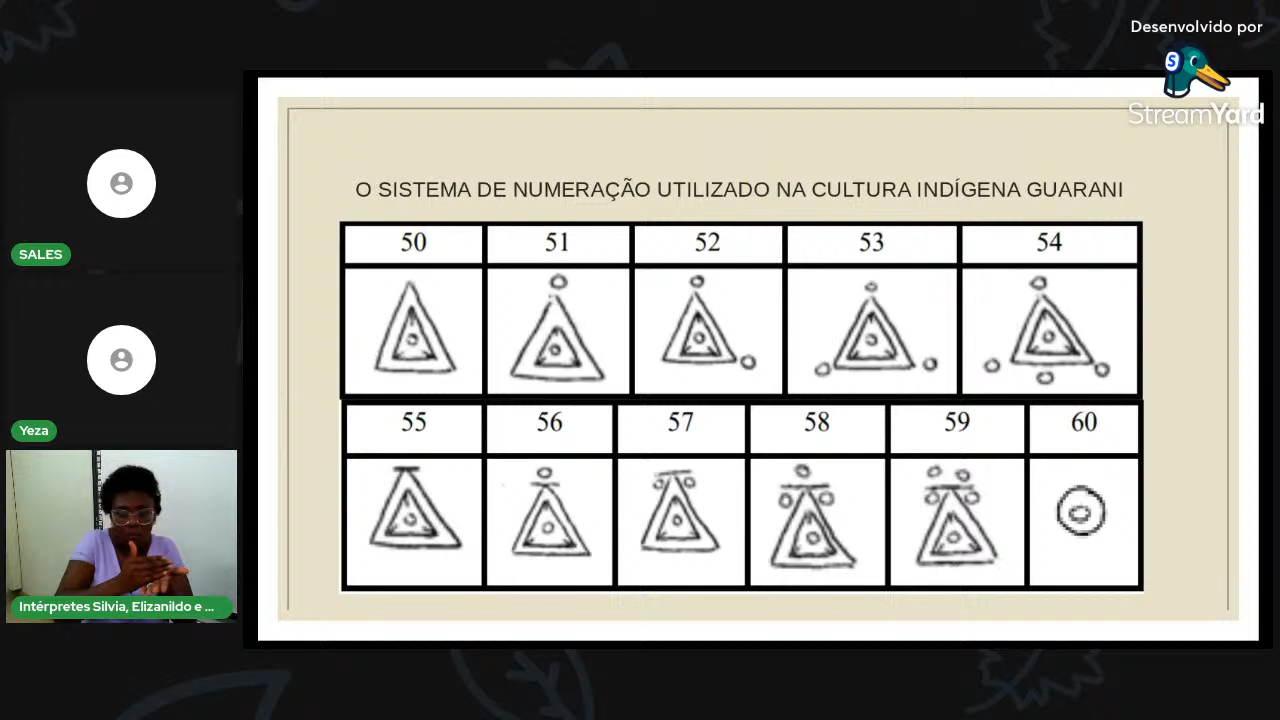 Desenvolvido por
StreamYard
O SISTEMA DE NUMERAÇÃO UTILIZADO NA CULTURA INDÍGENA GUARANI
50 51 52 53 54
55 56 57 58 59 60
SALES
Yeza
Intérpretes Silvia, Elizanildo e ...